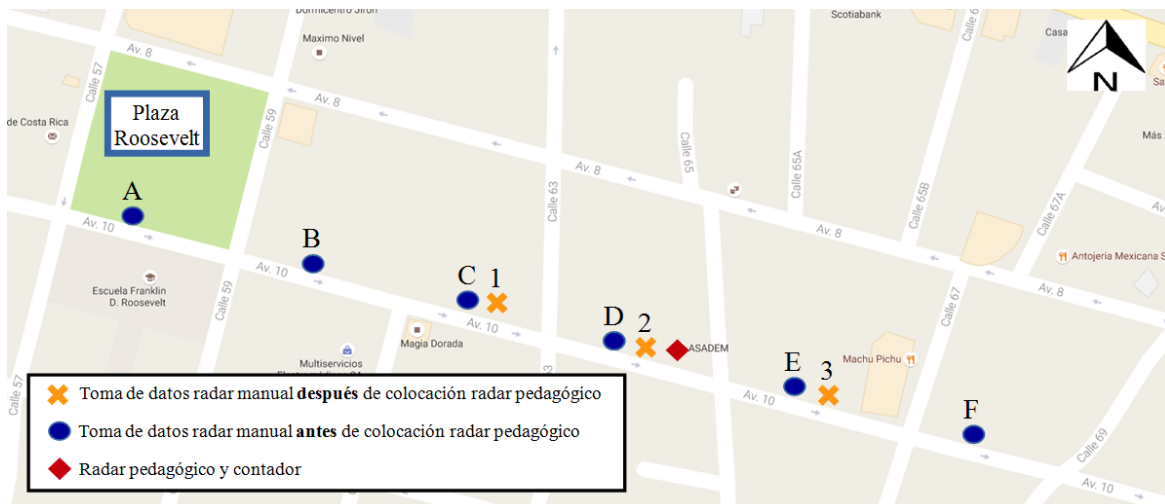 Dormicentro Jirón
Scotiabank
Av. 8
Maximo Nivel
Casa
N
Calle 57
Calle 59
Plaza
Roosevelt
de Costa Rica
Av. 8
Calle 63
Calle 65
Calle 65A
Calle 65B
Calle 67A
Más
A
Av. 10
B
Av. 10
Av. 8
Antojeria Mexicana S
Escuela Franklin
D. Roosevelt
Calle 59
C
1
Av. 10
Magia Dorada
D
2
ASADEM
Av. 8
Calle 67
Multiservicios
Machu Pichu
E
3
Av. 10
F
Calle 57
Calle 69
Av. 10
Toma de datos radar manual después de colocación radar pedagógico
Toma de datos radar manual antes de colocación radar pedagógico
Radar pedagógico y contador